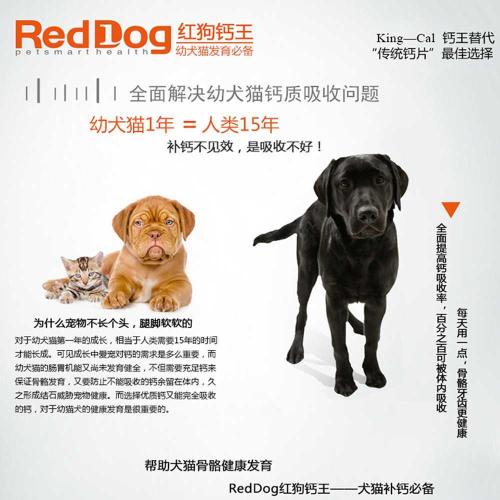 RedDog 红狗钙王
petsmarthealth 幼犬猫发育必备
King—Cal 钙王替代
“传统钙片”最佳选择
全面解决幼犬猫钙质吸收问题
幼犬猫1年 = 人类15年
补钙不见效，是吸收不好！
全面提高钙吸收率，百分之百可被体内吸收
每天用一点，骨骼牙齿更健康
为什么宠物不长个头，腿脚软软的
对于幼犬猫第一年的成长，相当于人类需要15年的时间
才能长成。可见成长中爱宠对钙的需求是多么重要，而
幼犬猫的肠胃机能又尚未发育健全，不但需要充足钙来
保证骨骼发育，又要防止不能吸收的钙余留在体内，久
之形成结石威胁宠物健康。而选择优质钙又能完全吸收
的钙，对于幼猫犬的健康发育是很重要的。
帮助犬猫骨骼健康发育
RedDog红狗钙王——犬猫补钙必备